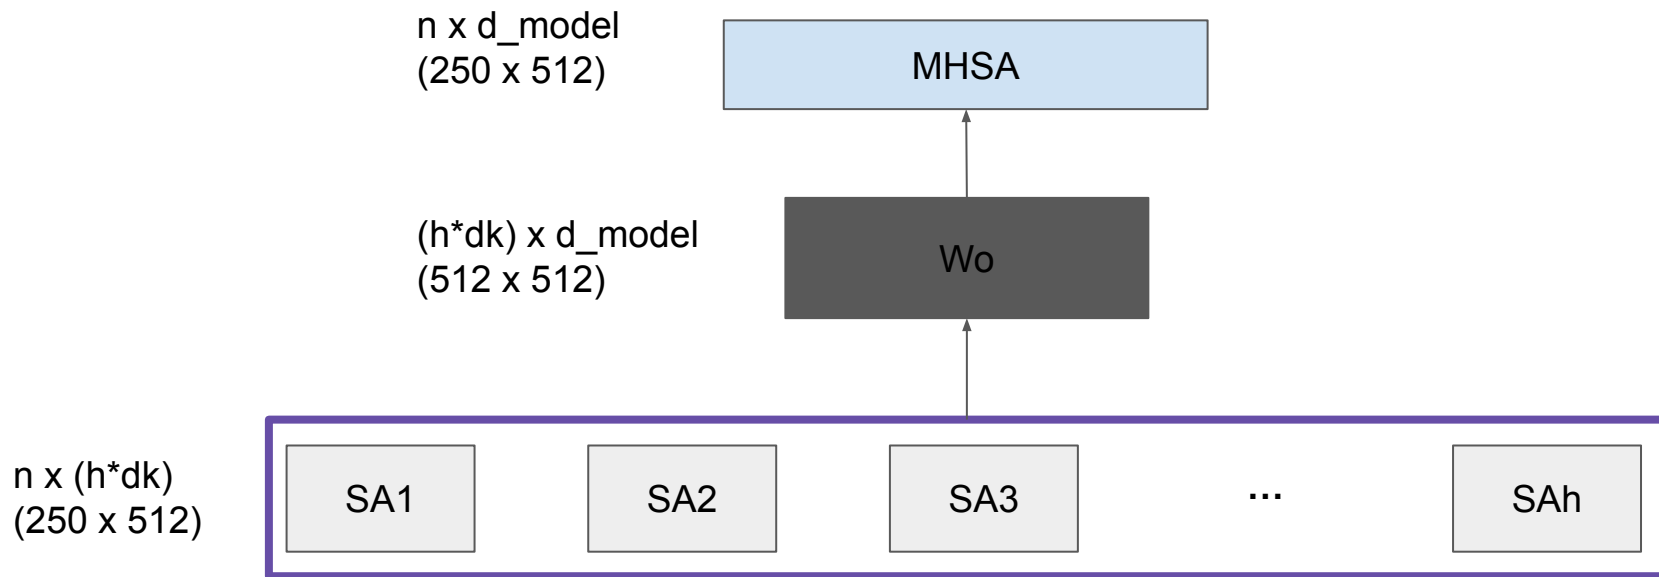 n x d_model
(250 x 512)
MHSA
(h*dk) x d_model
(512 x 512)
Wo
n x (h*dk)
(250 x 512)
SA1
SA2
SA3
...
SAh